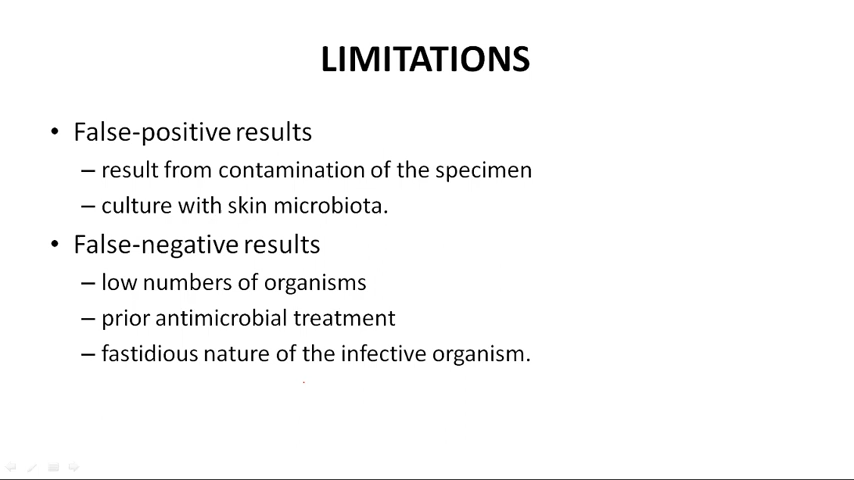 LIMITATIONS
• False-positive results
– result from contamination of the specimen
– culture with skin microbiota.
• False-negative results
– low numbers of organisms
– prior antimicrobial treatment
– fastidious nature of the infective organism.